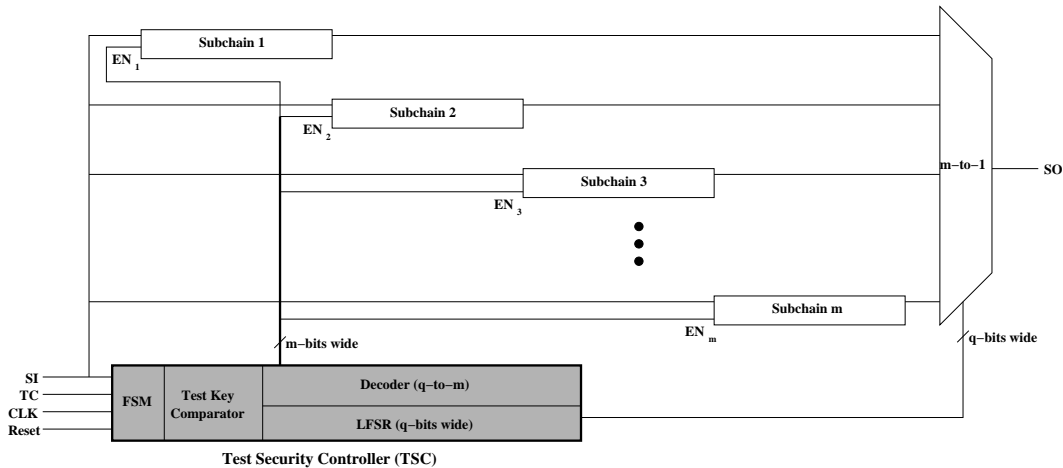 Subchain 1
EN 1
Subchain 2
EN 2
m−to−1
SO
Subchain 3
EN 3
Subchain m
EN m
m−bits wide
q−bits wide
SI
TC
CLK
Reset
FSM
Test Key
Comparator
Decoder (q−to−m)
LFSR (q−bits wide)
Test Security Controller (TSC)